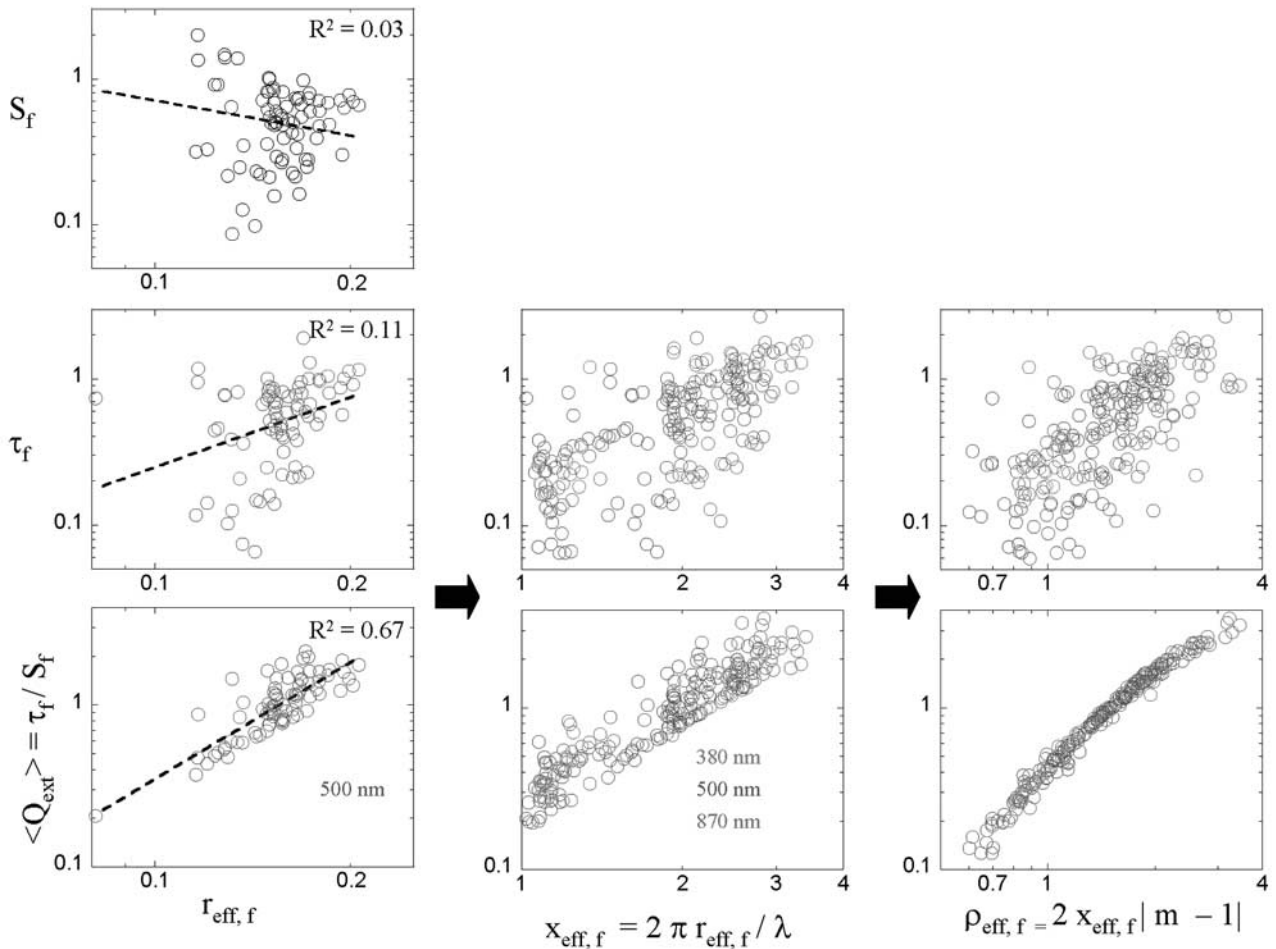 R² = 0.03
S_f
1
0.1
0.1
0.2
R² = 0.11
τ_f
1
0.1
0.1
0.2
1
0.1
1
2
3
4
1
0.1
0.7
1
4
R² = 0.67
<Q_ext> = τ_f / S_f
1
0.1
500 nm
0.1
0.2
r_eff, f
1
0.1
380 nm
500 nm
870 nm
1
2
3
4
x_eff, f = 2 π r_eff, f / λ
1
0.1
0.7
1
2
4
ρ_eff, f = 2 x_eff, f | m − 1|